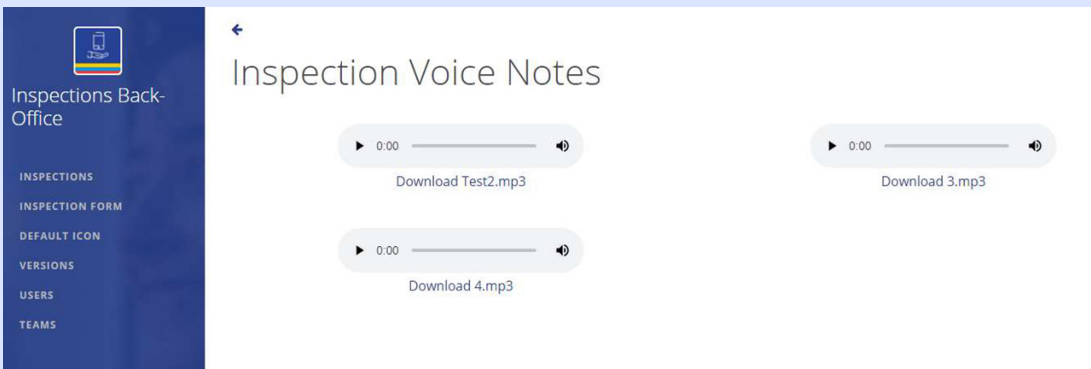 Inspections Back-
Office
INSPECTIONS
INSPECTION FORM
DEFAULT ICON
VERSIONS
USERS
TEAMS
Inspection Voice Notes
0:00
Download Test2.mp3
0:00
Download 3.mp3
0:00
Download 4.mp3